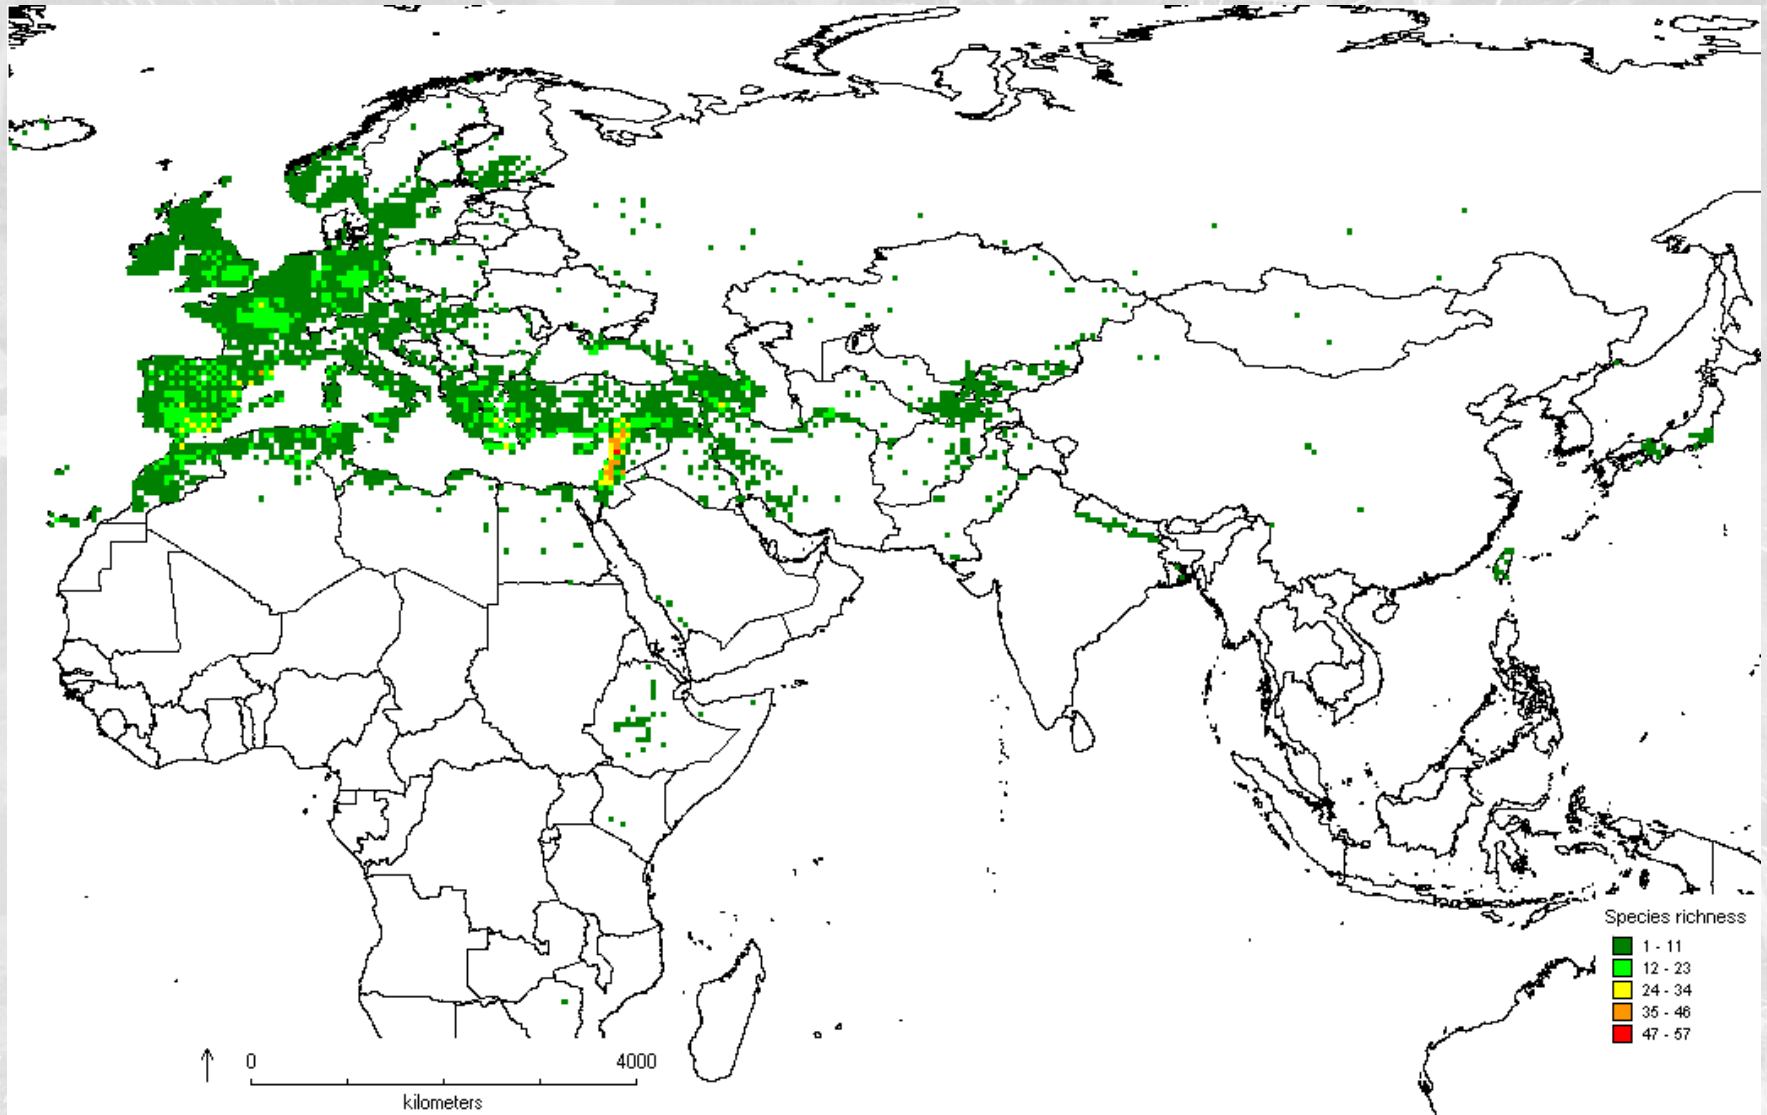 Species richness
1 - 11
12 - 23
24 - 34
35 - 46
47 - 57
0 4000
kilometers